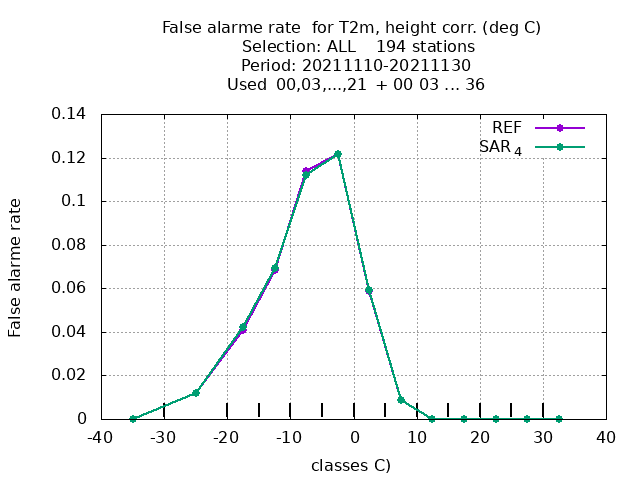 False alarme rate  for T2m, height corr. (deg C)
Selection: ALL    194 stations
Period: 20211110-20211130
Used  00,03,...,21  + 00 03 ... 36
REF
SAR4
0.14
0.12
0.1
0.08
0.06
0.04
0.02
0
False alarme rate
-40 -30 -20 -10 0 10 20 30 40
classes C)